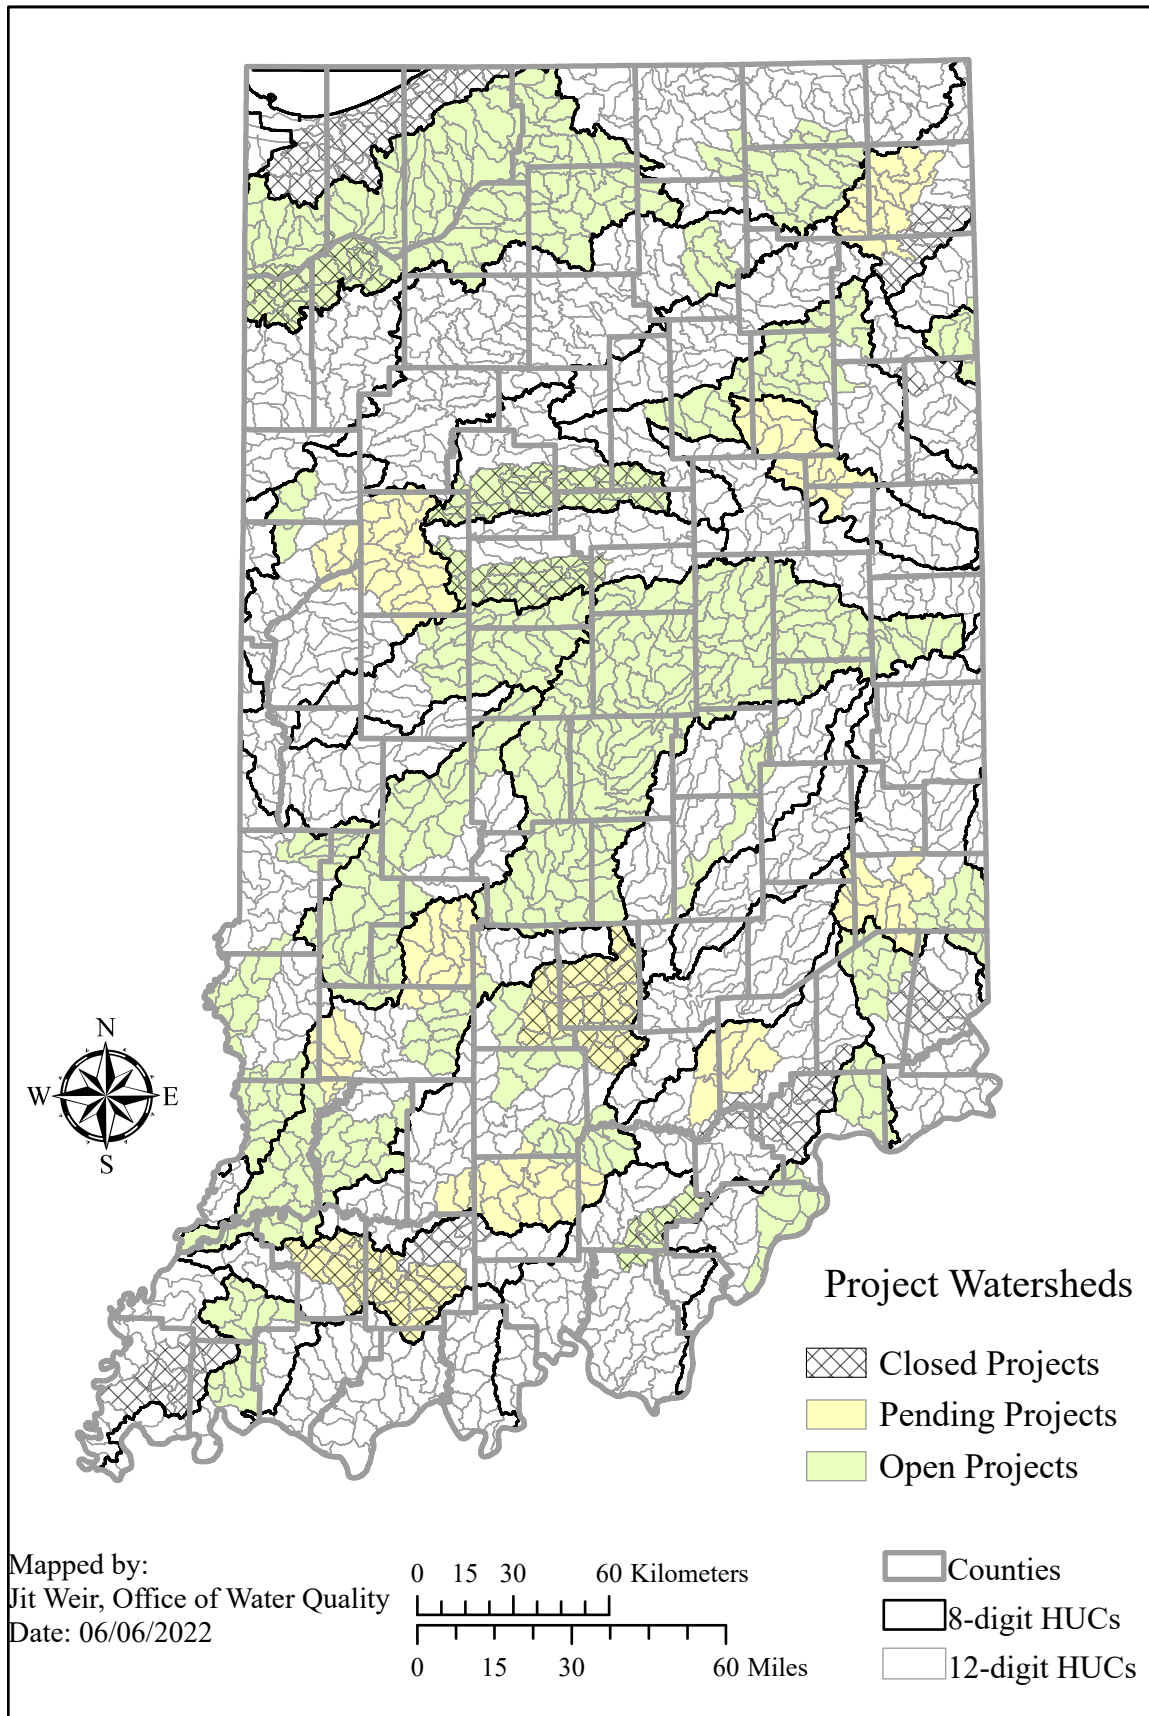 N
W E
S
Project Watersheds
Closed Projects
Pending Projects
Open Projects
Mapped by:
Jit Weir, Office of Water Quality
Date: 06/06/2022
0 15 30 60 Kilometers
0 15 30 60 Miles
Counties
8-digit HUCs
12-digit HUCs